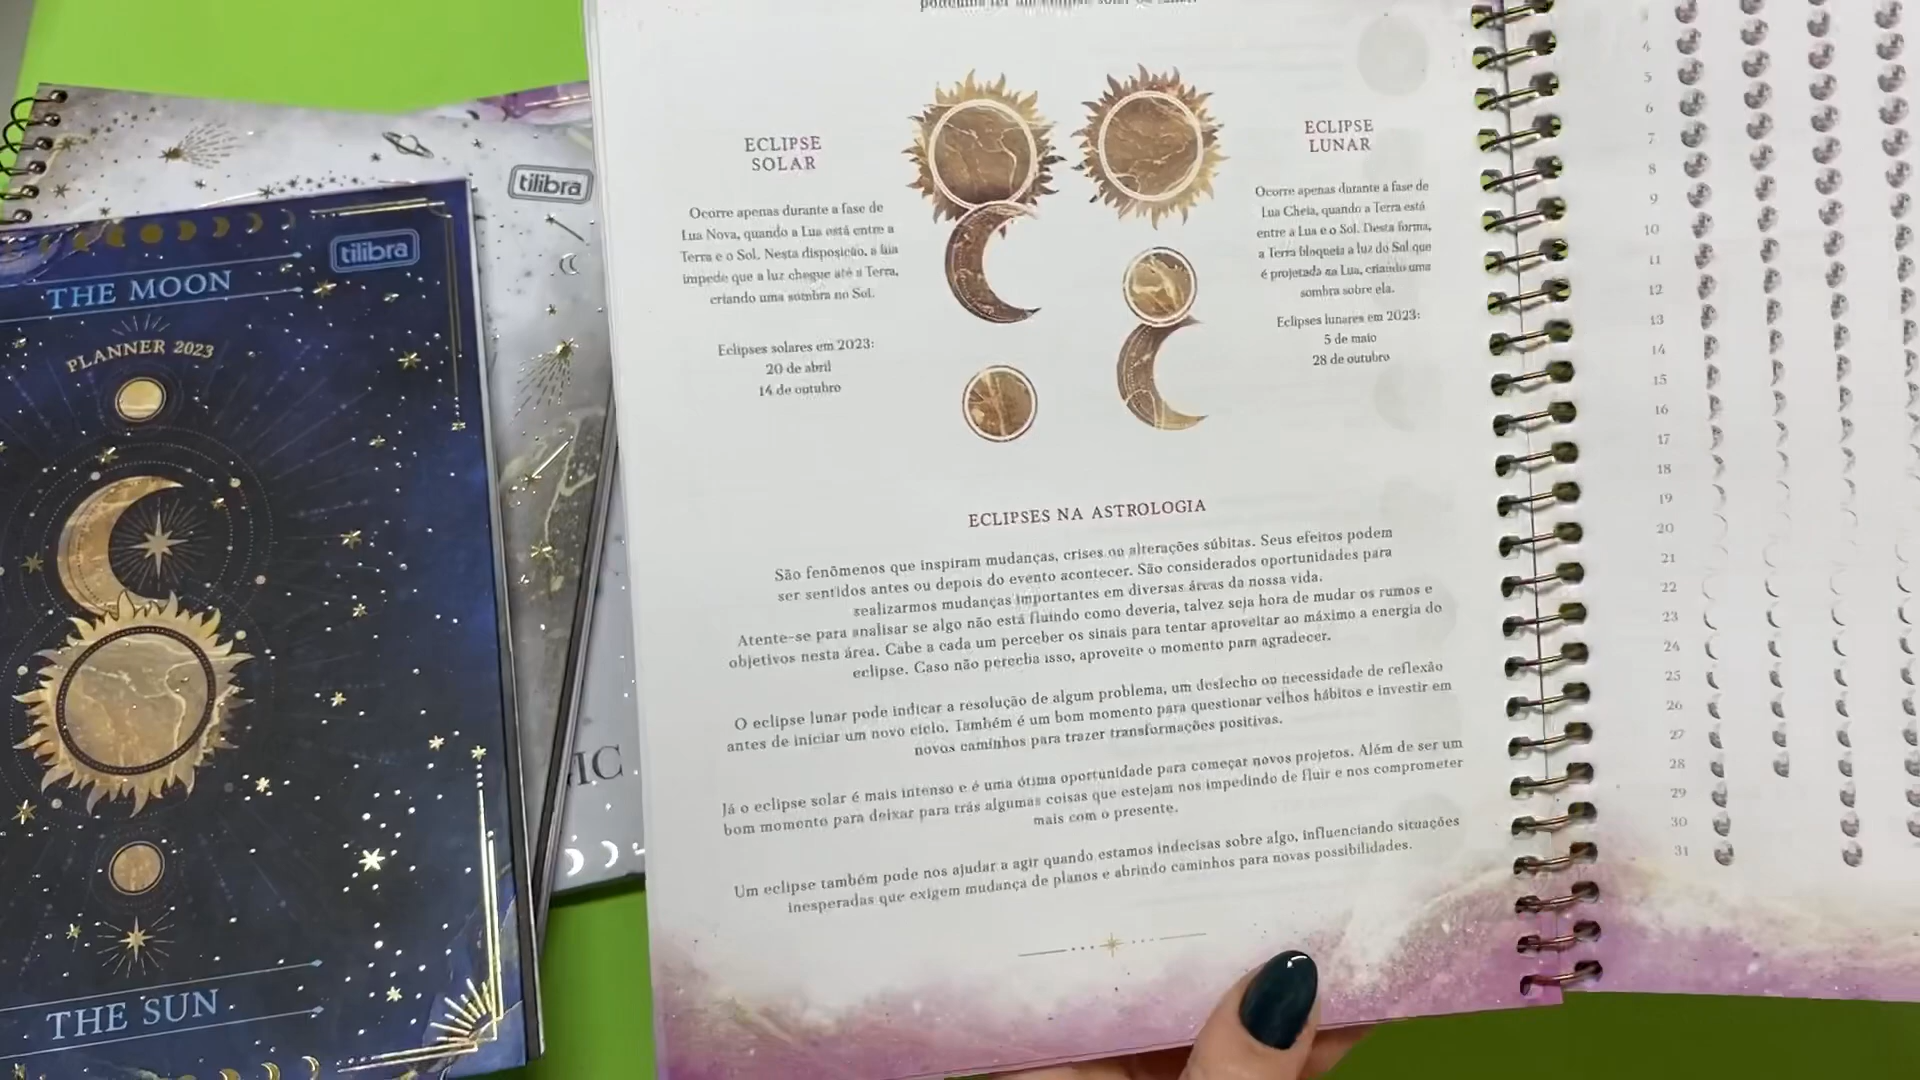 tilibra
THE MOON
tilibra
PLANNER 2023
THE SUN
ECLIPSE
SOLAR
Ocorre apenas durante a fase de
Lua Nova, quando a Lua está entre a
Terra e o Sol. Nesta disposição, a lua
impede que a luz chegue até a Terra,
criando uma sombra no Sol.
Eclipses solares em 2023:
20 de abril
14 de outubro
ECLIPSE
LUNAR
Ocorre apenas durante a fase de
Lua Cheia, quando a Terra está
entre a Lua e o Sol. Desta forma,
a Terra bloqueia a luz do Sol que
é projetada na Lua, criando uma
sombra sobre ela.
Eclipses lunares em 2023:
5 de maio
28 de outubro
ECLIPSES NA ASTROLOGIA
São fenômenos que inspiram mudanças, crises ou alterações súbitas. Seus efeitos podem
ser sentidos antes ou depois do evento acontecer. São considerados oportunidades para
realizarmos mudanças importantes em diversas áreas da nossa vida.
Atente-se para analisar se algo não está fluindo como deveria, talvez seja hora de mudar os rumos e
objetivos nesta área. Cabe a cada um perceber os sinais para tentar aproveitar ao máximo a energia do
eclipse. Caso não perceba isso, aproveite o momento para agradecer.
O eclipse lunar pode indicar a resolução de algum problema, um desfecho ou necessidade de reflexão
antes de iniciar um novo ciclo. Também é um bom momento para questionar velhos hábitos e investir em
novos caminhos para trazer transformações positivas.
Já o eclipse solar é mais intenso e é uma ótima oportunidade para começar novos projetos. Além de ser um
bom momento para deixar para trás algumas coisas que estejam nos impedindo de fluir e nos comprometer
mais com o presente.
Um eclipse também pode nos ajudar a agir quando estamos indecisas sobre algo, influenciando situações
inesperadas que exigem mudança de planos e abrindo caminhos para novas possibilidades.
4
5
6
7
8
9
10
11
12
13
14
15
16
17
18
19
20
21
22
23
24
25
26
27
28
29
30
31